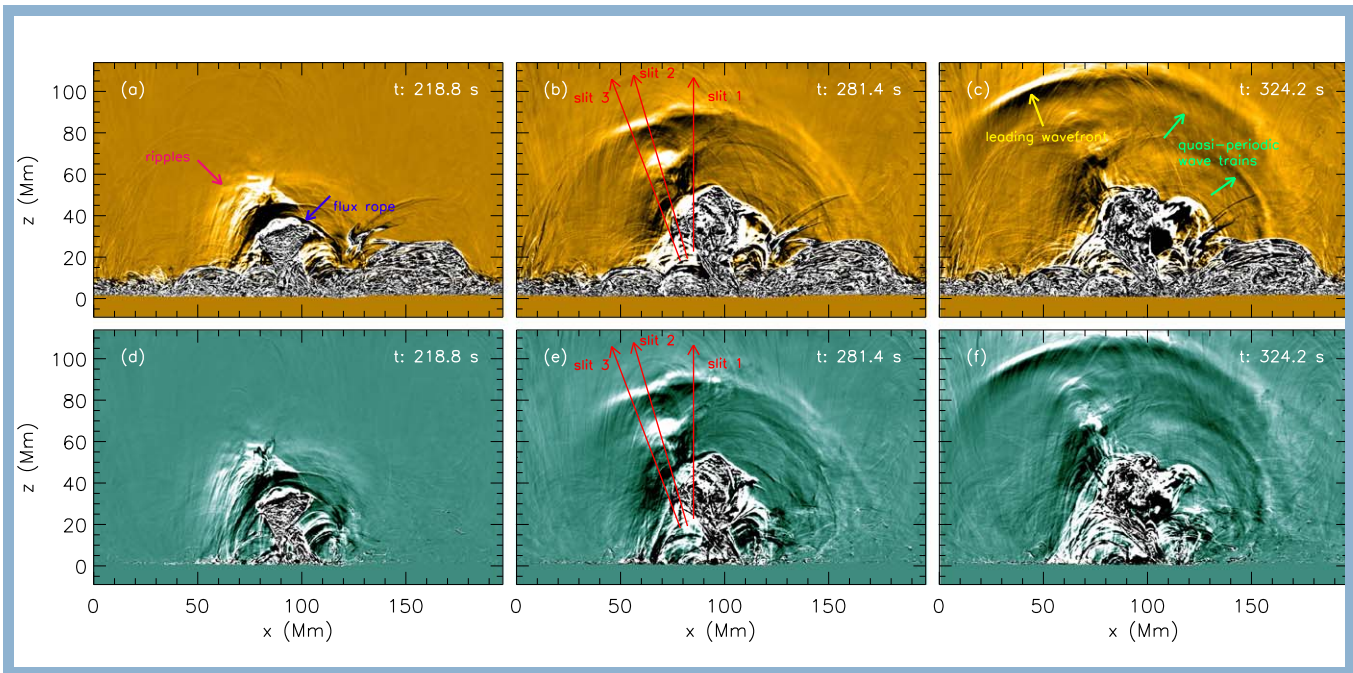 (a)
t: 218.8 s
ripples
flux rope
z (Mm)
100
80
60
40
20
0
(b)
t: 281.4 s
slit 2
slit 3
slit 1
(c)
t: 324.2 s
leading wavefront
quasi-periodic
wave trains
(d)
t: 218.8 s
z (Mm)
100
80
60
40
20
0
0
50
100
150
x (Mm)
(e)
t: 281.4 s
slit 2
slit 3
slit 1
0
50
100
150
x (Mm)
(f)
t: 324.2 s
0
50
100
150
x (Mm)